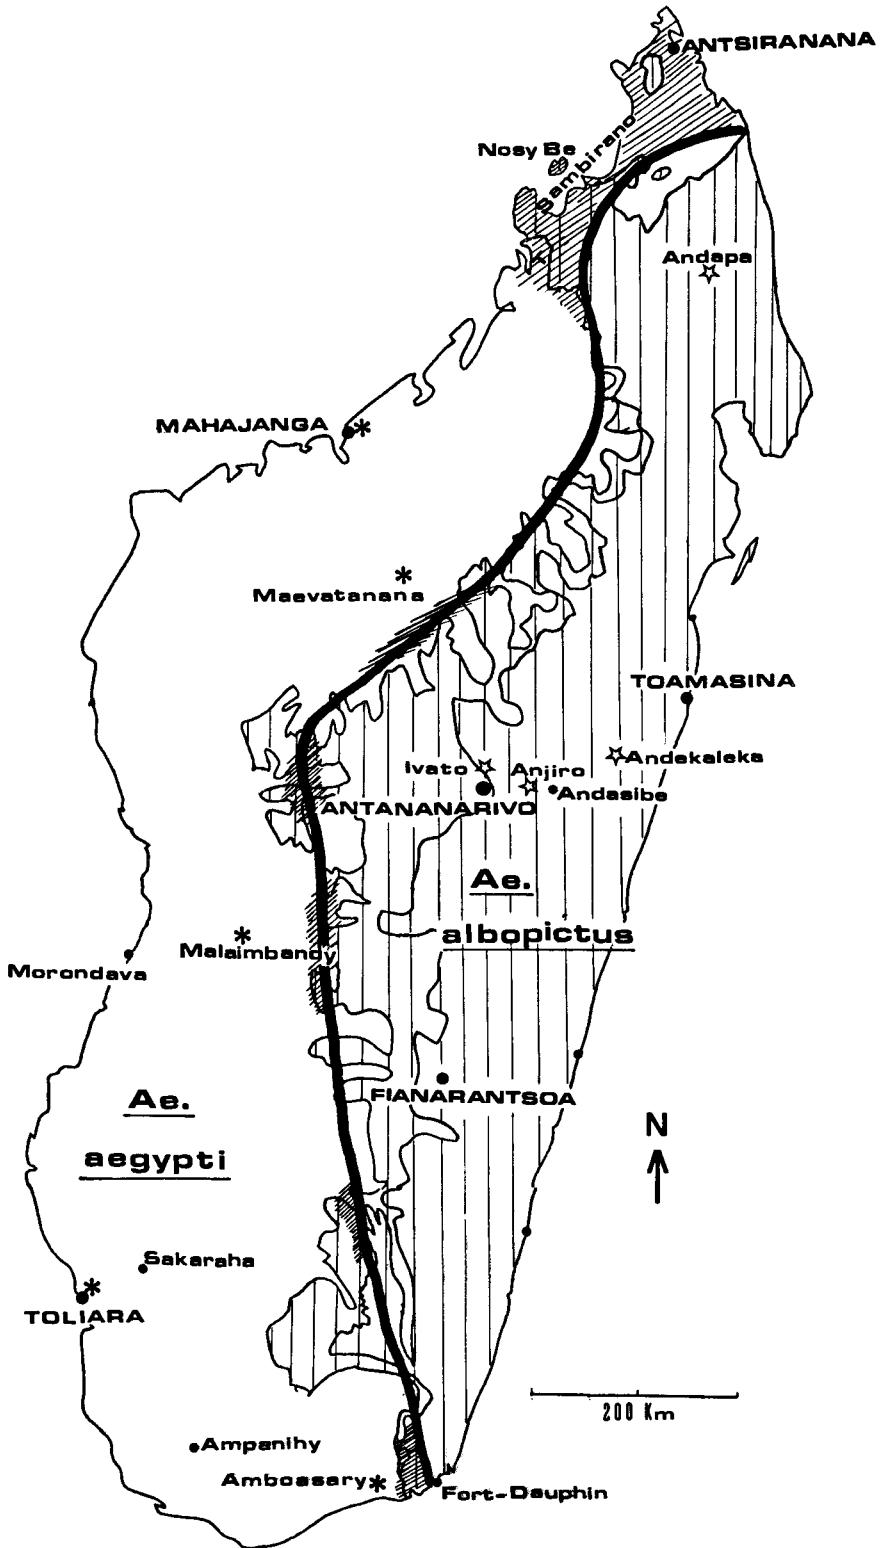 ANTSIRANANA
Nosy Be
Sambirano
Andapa
MAHAJANGA
Maevatanana
TOAMASINA
Ivato
Anjiro
Andekaleka
Andasibe
ANTANANARIVO
Ae.
albopictus
Malaimbandy
Morondava
FIANARANTSOA
Ae.
aegypti
N
Sakaraha
TOLIARA
200 Km
Ampanihy
Amboasary
Fort-Dauphin